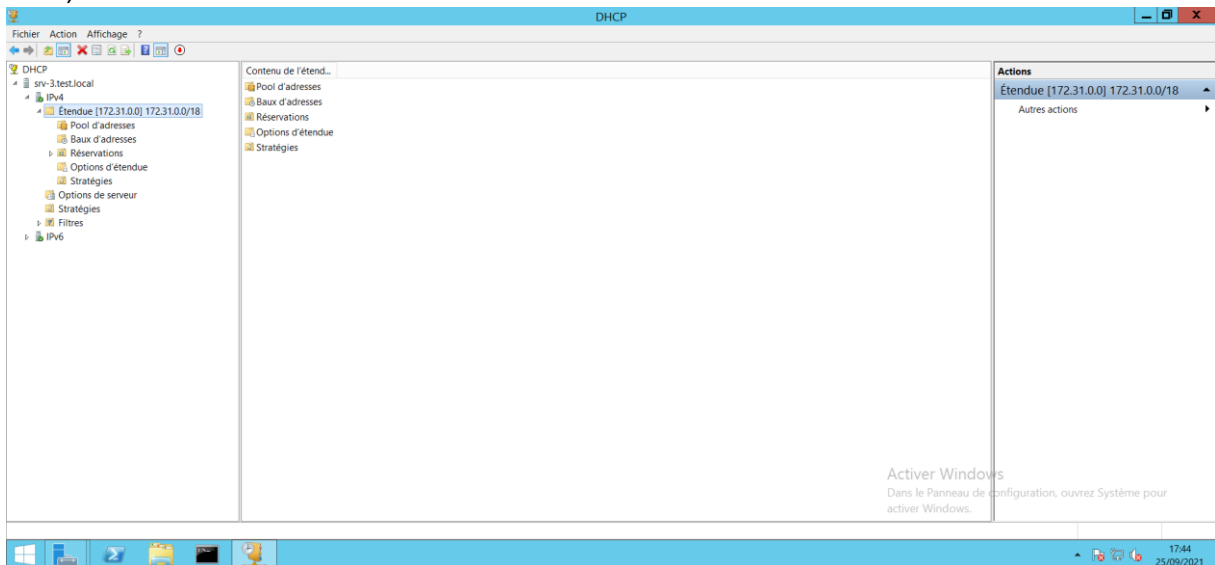 DHCP
Fichier Action Affichage ?
DHCP
srv-3.test.local
IPv4
Étendue [172.31.0.0] 172.31.0.0/18
Pool d'adresses
Baux d'adresses
Réservations
Options d'étendue
Stratégies
Options de serveur
Stratégies
Filtres
IPv6
Contenu de l'étend...
Pool d'adresses
Baux d'adresses
Réservations
Options d'étendue
Stratégies
Actions
Étendue [172.31.0.0] 172.31.0.0/18
Autres actions
Activer Windows
Dans le Panneau de configuration, ouvrez Système pour
activer Windows.
17:44
25/09/2021